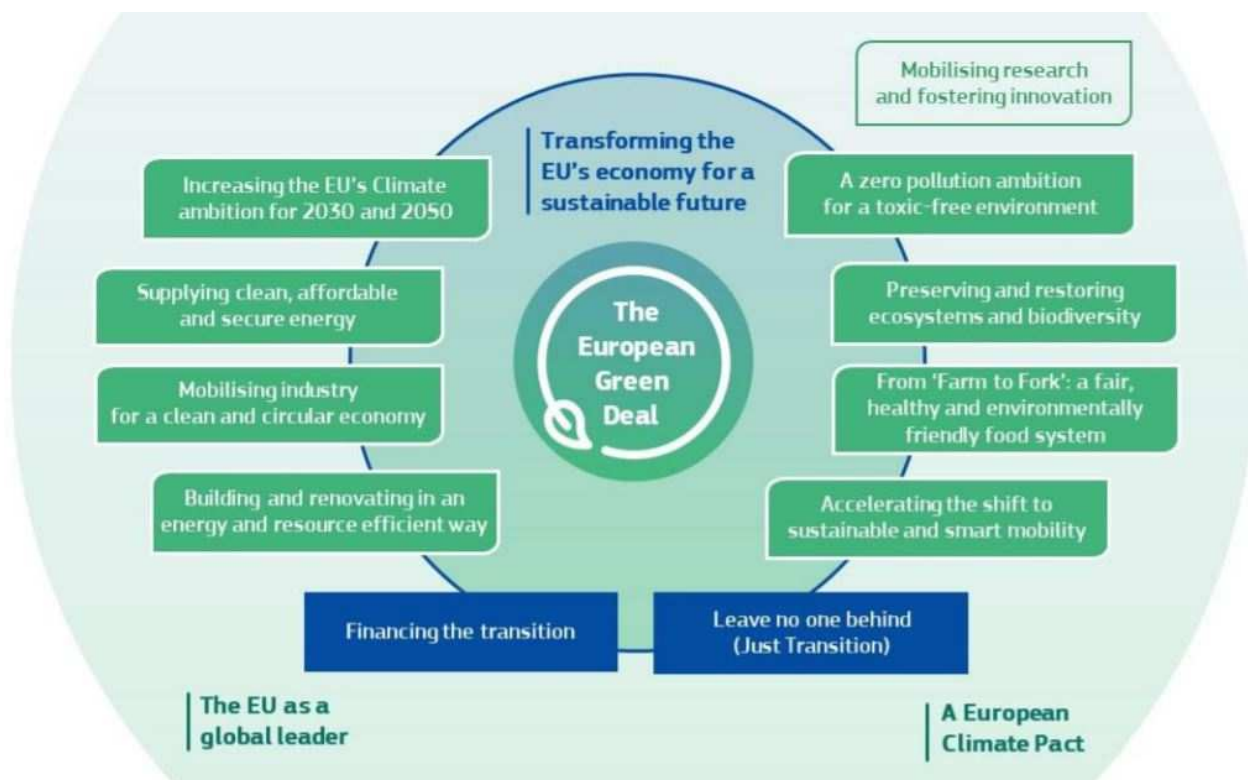 Mobilising research
and fostering innovation
Transforming the
EU's economy for a
sustainable future
Increasing the EU's Climate
ambition for 2030 and 2050
A zero pollution ambition
for a toxic-free environment
Supplying clean, affordable
and secure energy
Preserving and restoring
ecosystems and biodiversity
The
European
Green
Deal
Mobilising industry
for a clean and circular economy
From ‘Farm to Fork’: a fair,
healthy and environmentally
friendly food system
Building and renovating in an
energy and resource efficient way
Accelerating the shift to
sustainable and smart mobility
Financing the transition
Leave no one behind
(Just Transition)
The EU as a
global leader
A European
Climate Pact